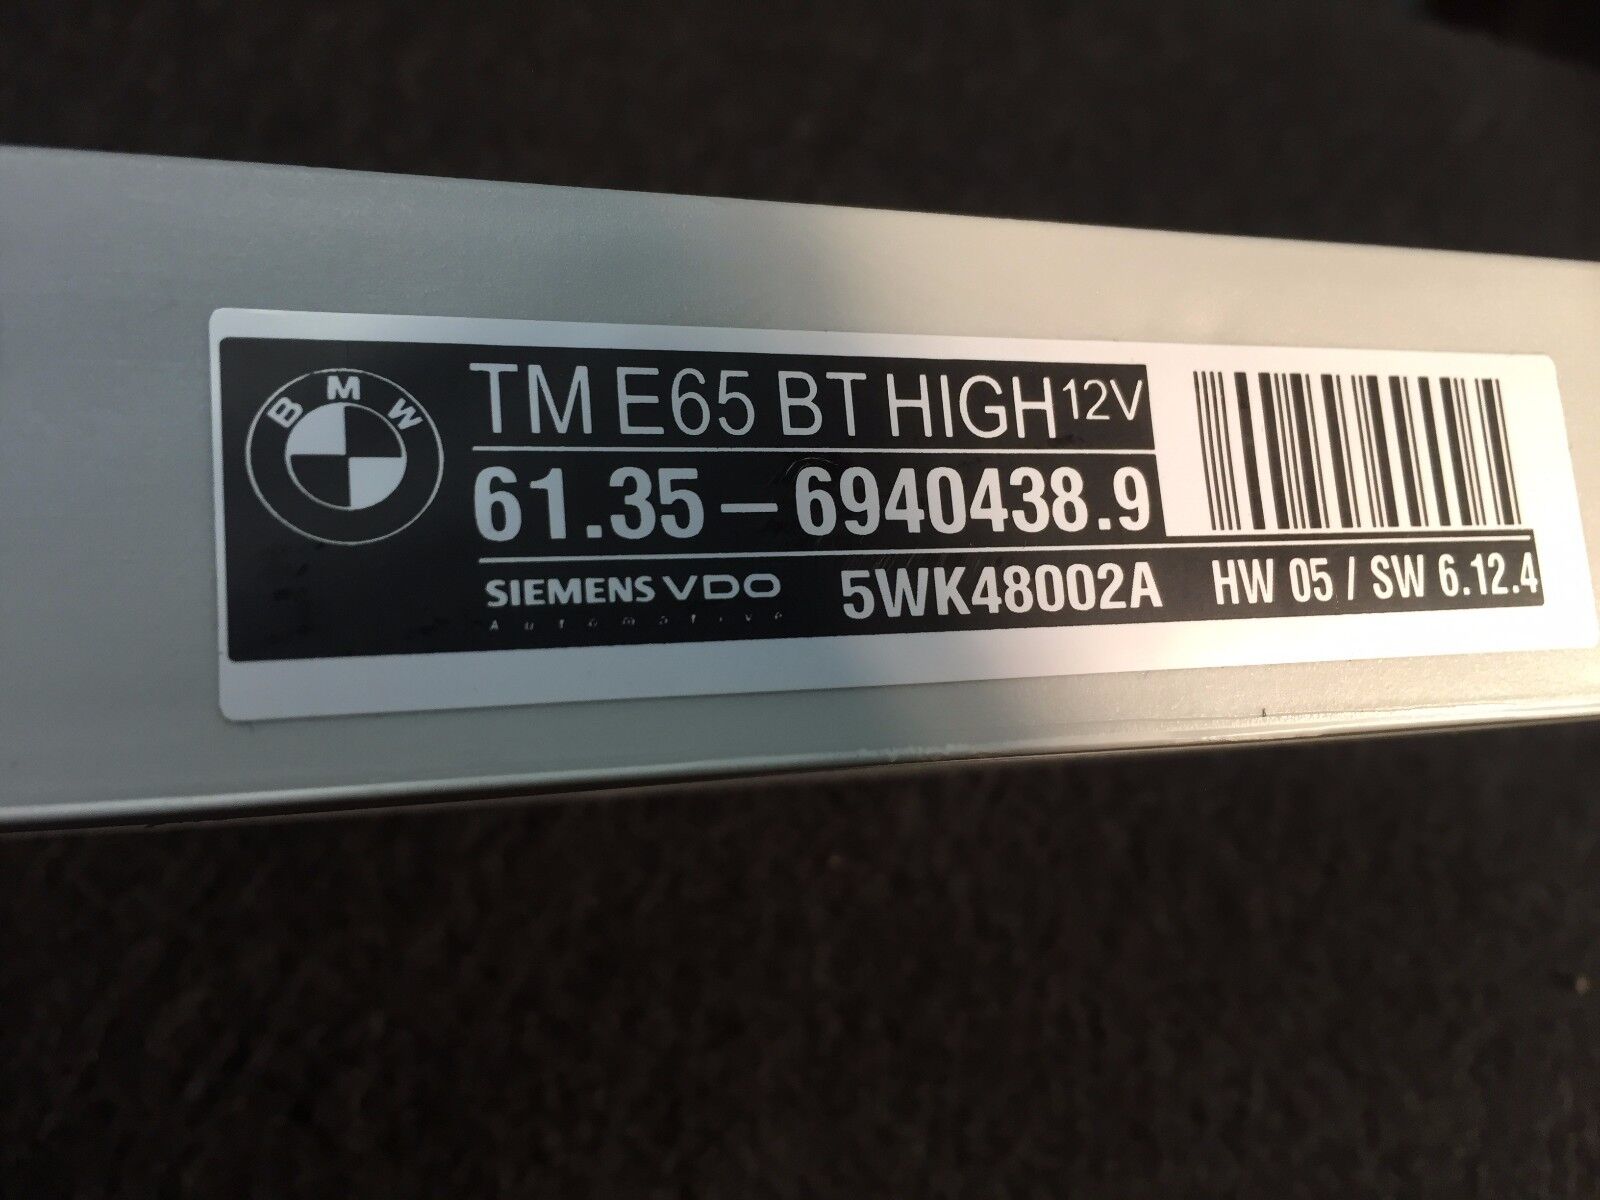 BMW
TM E65 BT HIGH 12V
61.35 – 6940438.9
SIEMENS VDO
Automotive
5WK48002A
HW 05 / SW 6.12.4